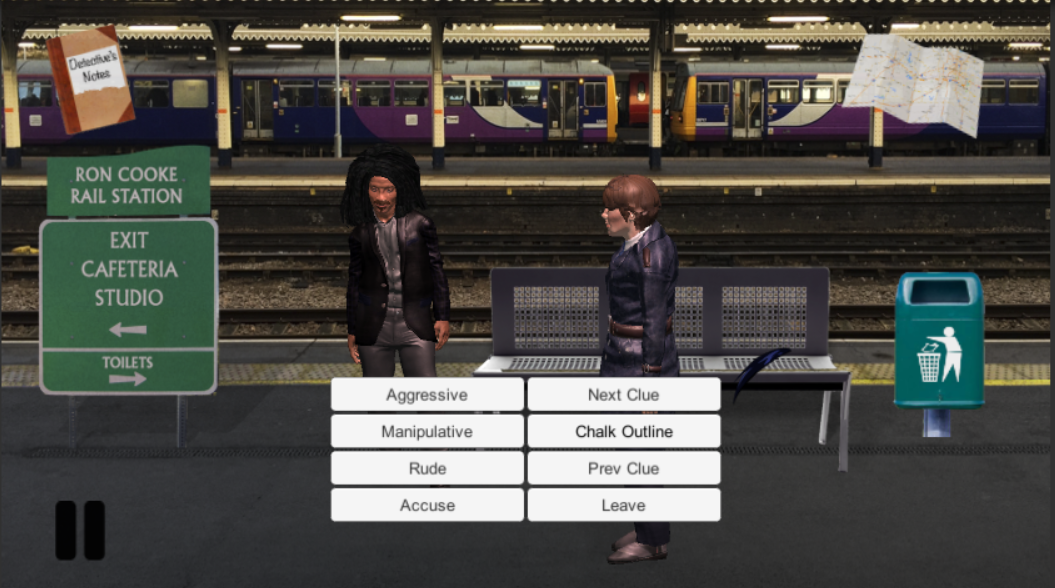 Detective's
Notes
RON COOKE
RAIL STATION
EXIT
CAFETERIA
STUDIO
TOILETS
Aggressive
Next Clue
Manipulative
Chalk Outline
Rude
Prev Clue
Accuse
Leave